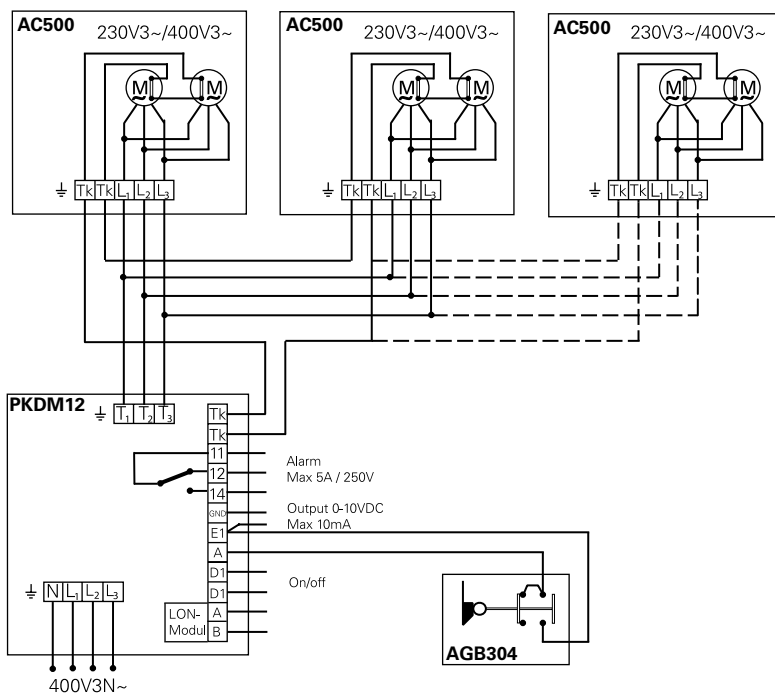 AC500 230V3~/400V3~
M M
Tk Tk L₁ L₂ L₃
AC500 230V3~/400V3~
M M
Tk Tk L₁ L₂ L₃
AC500 230V3~/400V3~
M M
Tk Tk L₁ L₂ L₃
PKDM12
T₁ T₂ T₃
Tk
Tk
11
12
14
GND
E1
A
D1
D1
A
B
Alarm
Max 5A / 250V
Output 0-10VDC
Max 10mA
On/off
LON-
Modul
N L₁ L₂ L₃
400V3N~
AGB304